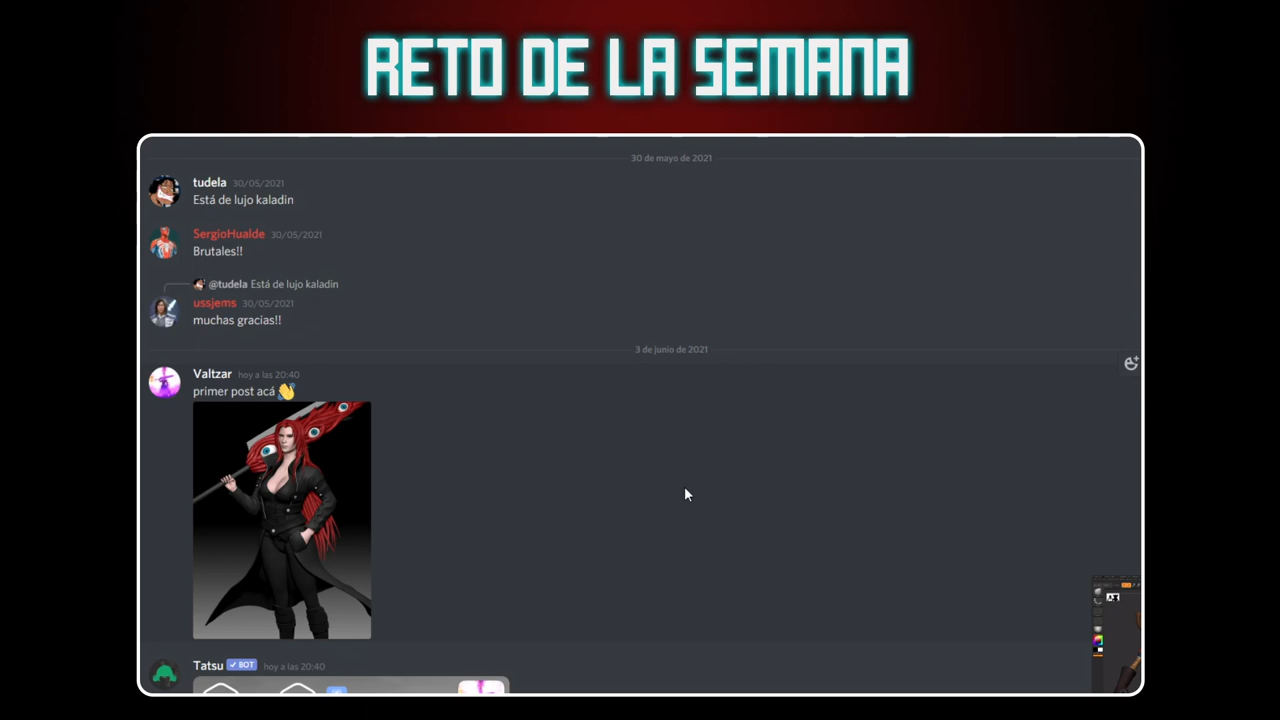 RETO DE LA SEMANA
30 de mayo de 2021
tudela 30/05/2021
Está de lujo kaladin
SergioHualde 30/05/2021
Brutales!!
@tudela Está de lujo kaladin
ussjems 30/05/2021
muchas gracias!!
3 de junio de 2021
Valtzar hoy a las 20:40
primer post acá 👋
Tatsu ✓ BOT hoy a las 20:40